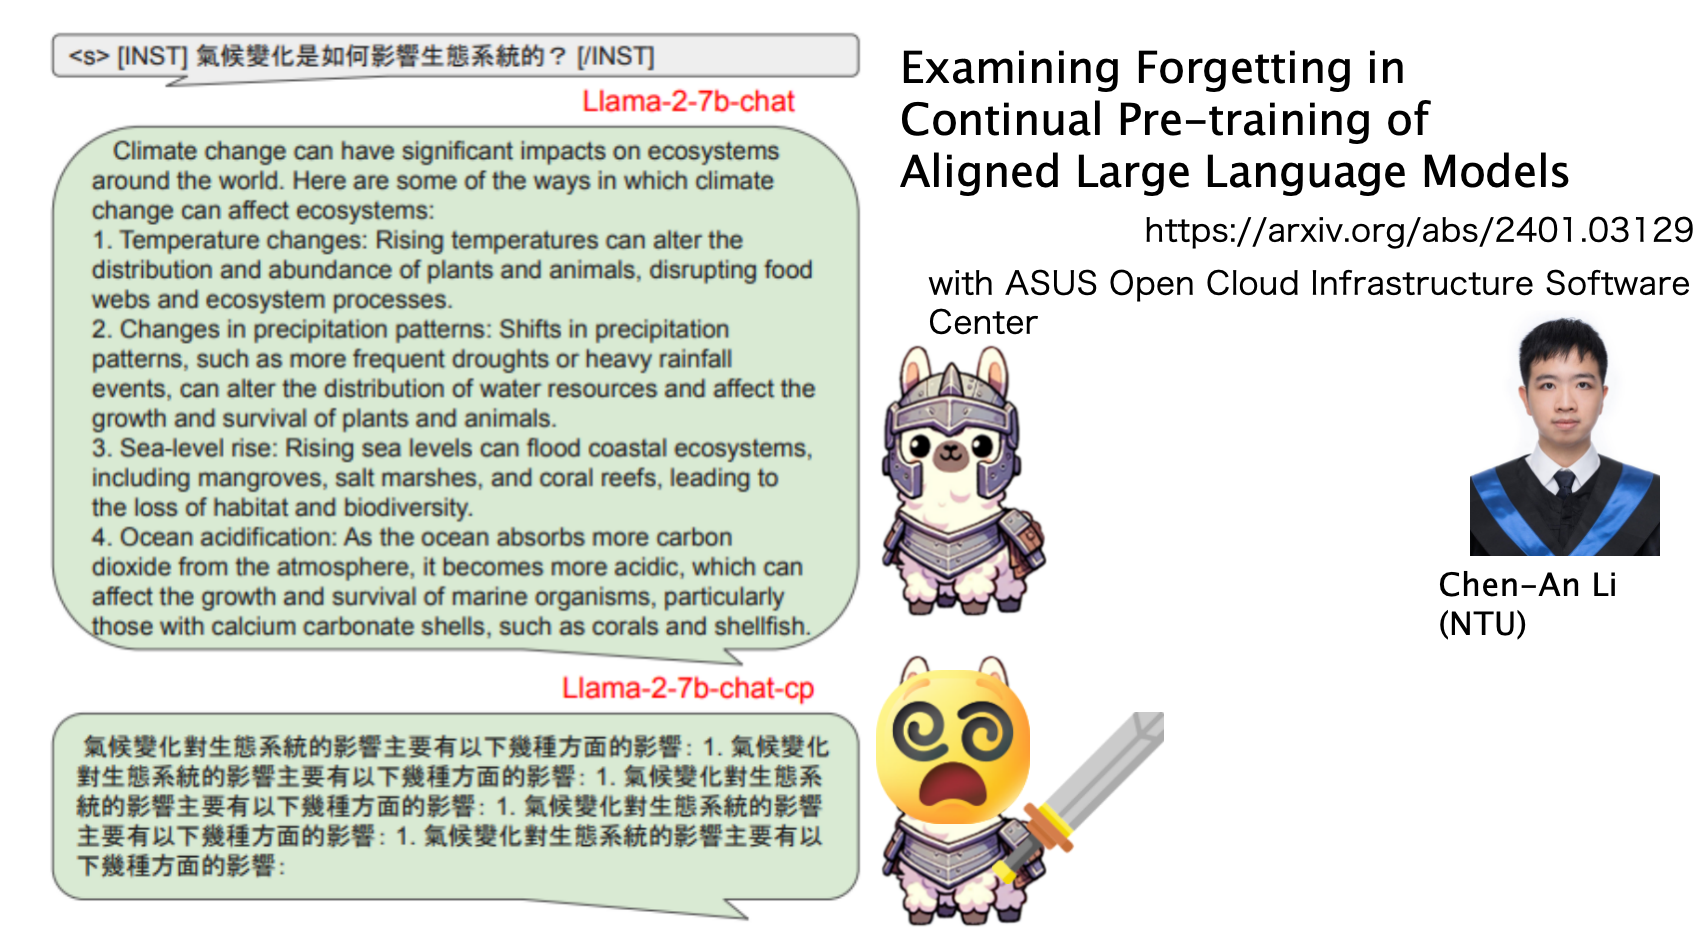 <s> [INST] 氣候變化是如何影響生態系統的？ [/INST]
Llama-2-7b-chat
Climate change can have significant impacts on ecosystems
around the world. Here are some of the ways in which climate
change can affect ecosystems:
1. Temperature changes: Rising temperatures can alter the
distribution and abundance of plants and animals, disrupting food
webs and ecosystem processes.
2. Changes in precipitation patterns: Shifts in precipitation
patterns, such as more frequent droughts or heavy rainfall
events, can alter the distribution of water resources and affect the
growth and survival of plants and animals.
3. Sea-level rise: Rising sea levels can flood coastal ecosystems,
including mangroves, salt marshes, and coral reefs, leading to
the loss of habitat and biodiversity.
4. Ocean acidification: As the ocean absorbs more carbon
dioxide from the atmosphere, it becomes more acidic, which can
affect the growth and survival of marine organisms, particularly
those with calcium carbonate shells, such as corals and shellfish.
Llama-2-7b-chat-cp
氣候變化對生態系統的影響主要有以下幾種方面的影響：1. 氣候變化
對生態系統的影響主要有以下幾種方面的影響：1. 氣候變化對生態系
統的影響主要有以下幾種方面的影響：1. 氣候變化對生態系統的影響
主要有以下幾種方面的影響：1. 氣候變化對生態系統的影響主要有以
下幾種方面的影響：
Examining Forgetting in
Continual Pre-training of
Aligned Large Language Models
https://arxiv.org/abs/2401.03129
with ASUS Open Cloud Infrastructure Software
Center
Chen-An Li
(NTU)